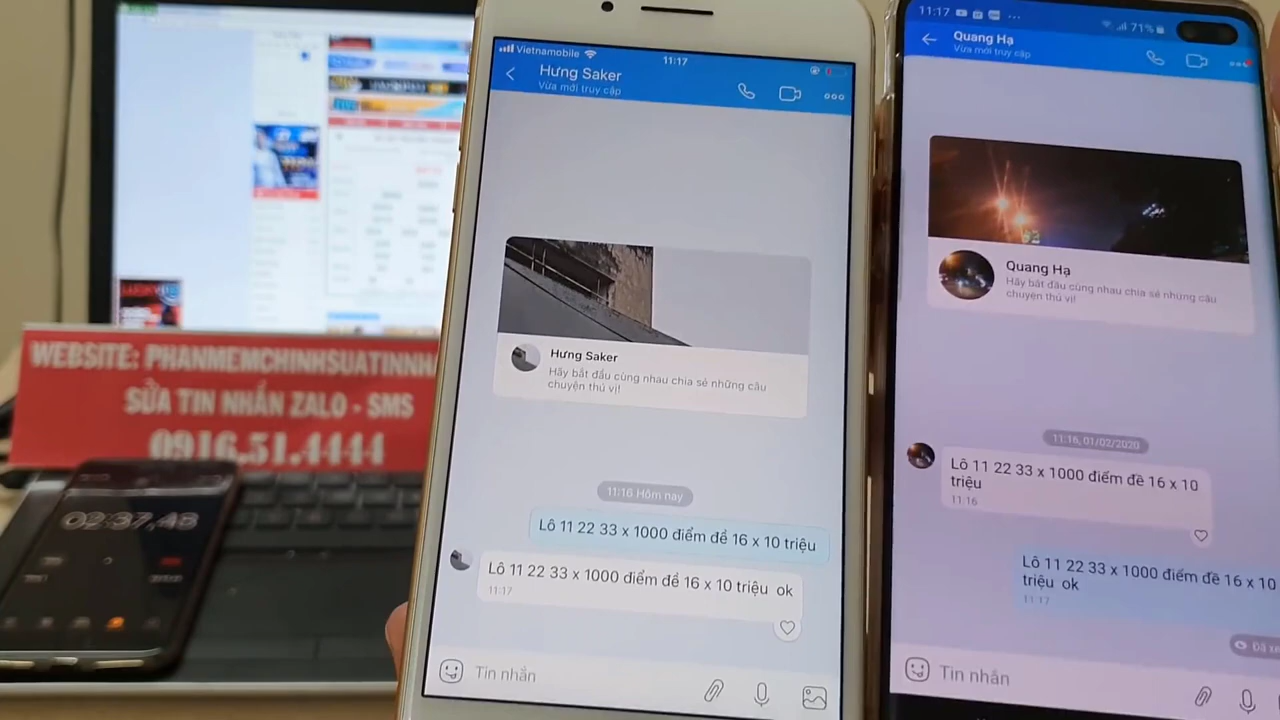 WEBSITE: PHANMEMCHINHSUATINNHA
SỬA TIN NHẮN ZALO - SMS
0916.51.4444
02:37,48
Vietnamobile
11:17
Hưng Saker
Vừa mới truy cập
Hưng Saker
Hãy bắt đầu cùng nhau chia sẻ những câu
chuyện thú vị!
11:16 Hôm nay
Lô 11 22 33 x 1000 điểm đề 16 x 10 triệu
Lô 11 22 33 x 1000 điểm đề 16 x 10 triệu ok
11:17
Tin nhắn
11:17
71%
Quang Hạ
Vừa mới truy cập
Quang Hạ
Hãy bắt đầu cùng nhau chia sẻ những câu
chuyện thú vị!
11:16, 01/02/2020
Lô 11 22 33 x 1000 điểm đề 16 x 10
triệu
11:16
Lô 11 22 33 x 1000 điểm đề 16 x 10
triệu ok
11:17
Tin nhắn